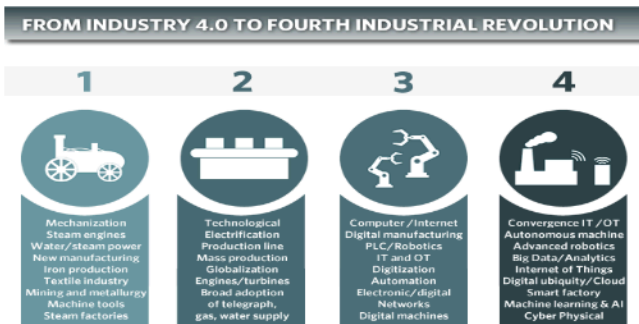 FROM INDUSTRY 4.0 TO FOURTH INDUSTRIAL REVOLUTION
1
2
3
4
Mechanization
Steam engines
Water/steam power
New manufacturing
Iron production
Textile industry
Mining and metallurgy
Machine tools
Steam factories
Technological
Electrification
Production line
Mass production
Globalization
Engines/turbines
Broad adoption
of telegraph,
gas, water supply
Computer /Internet
Digital manufacturing
PLC/Robotics
IT and OT
Digitization
Automation
Electronic/digital
Networks
Digital machines
Convergence IT /OT
Autonomous machine
Advanced robotics
Big Data/Analytics
Internet of Things
Digital ubiquity/Cloud
Smart factory
Machine learning & AI
Cyber Physical